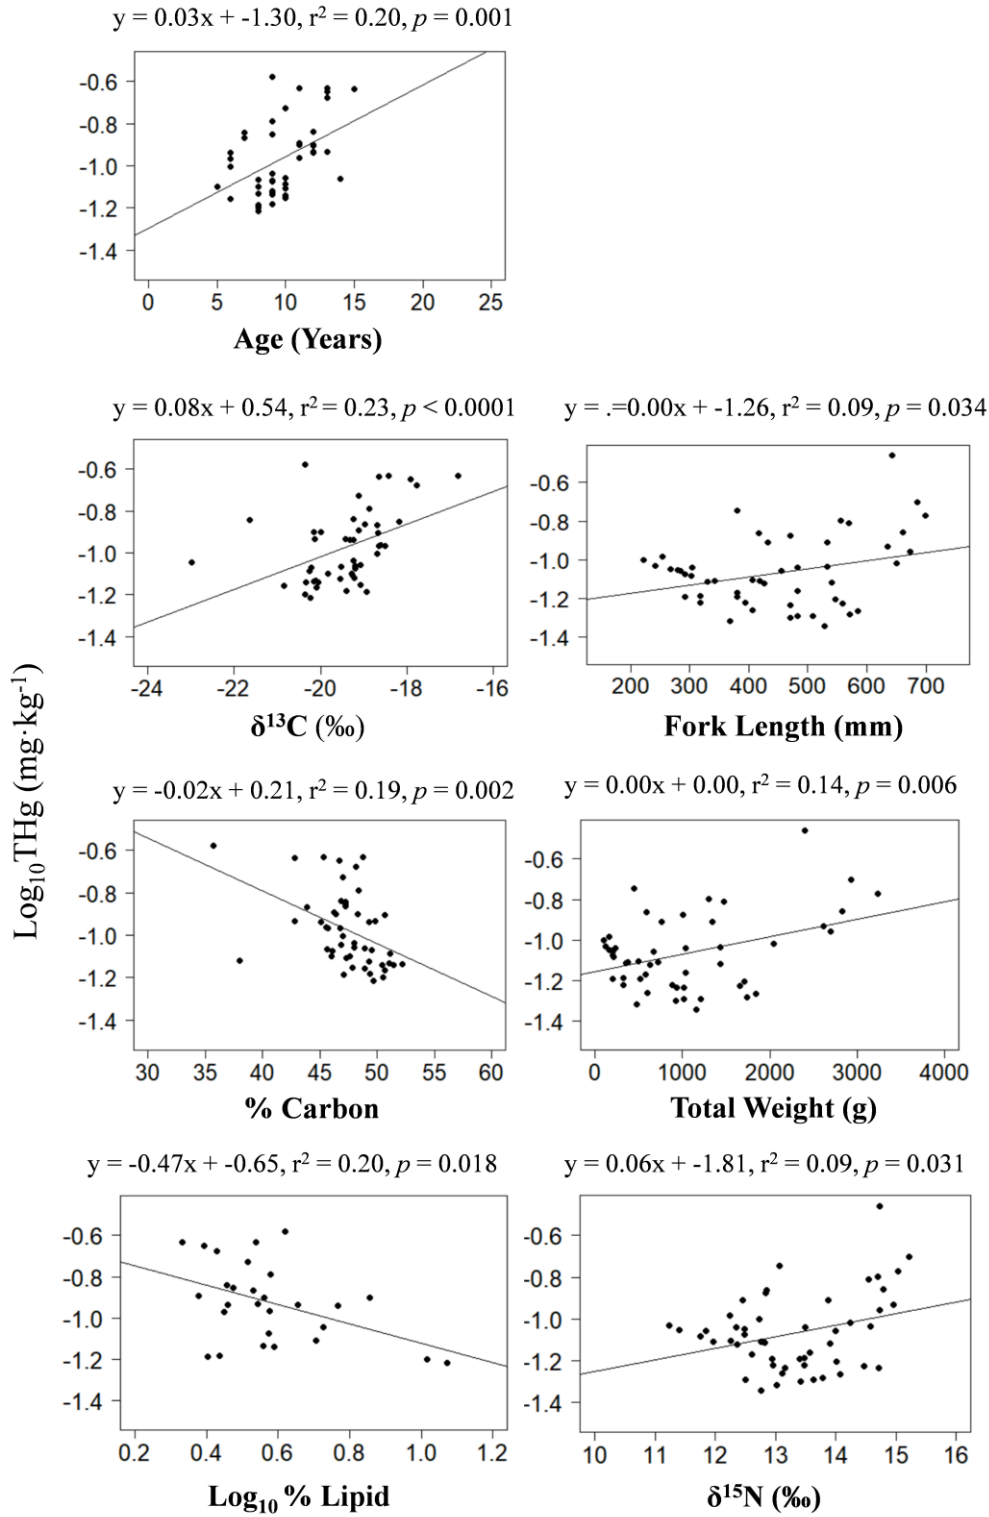 y = 0.03x + -1.30, r² = 0.20, p = 0.001
-0.6
-0.8
-1.0
-1.2
-1.4
0 5 10 15 20 25
Age (Years)
Log₁₀THg (mg·kg⁻¹)
y = 0.08x + 0.54, r² = 0.23, p < 0.0001
-0.6
-0.8
-1.0
-1.2
-1.4
-24 -22 -20 -18 -16
δ¹³C (‰)
y = .=0.00x + -1.26, r² = 0.09, p = 0.034
-0.6
-0.8
-1.0
-1.2
-1.4
200 300 400 500 600 700
Fork Length (mm)
y = -0.02x + 0.21, r² = 0.19, p = 0.002
-0.6
-0.8
-1.0
-1.2
-1.4
30 35 40 45 50 55 60
% Carbon
y = 0.00x + 0.00, r² = 0.14, p = 0.006
-0.6
-0.8
-1.0
-1.2
-1.4
0 1000 2000 3000 4000
Total Weight (g)
y = -0.47x + -0.65, r² = 0.20, p = 0.018
-0.6
-0.8
-1.0
-1.2
-1.4
0.2 0.4 0.6 0.8 1.0 1.2
Log₁₀ % Lipid
y = 0.06x + -1.81, r² = 0.09, p = 0.031
-0.6
-0.8
-1.0
-1.2
-1.4
10 11 12 13 14 15 16
δ¹⁵N (‰)